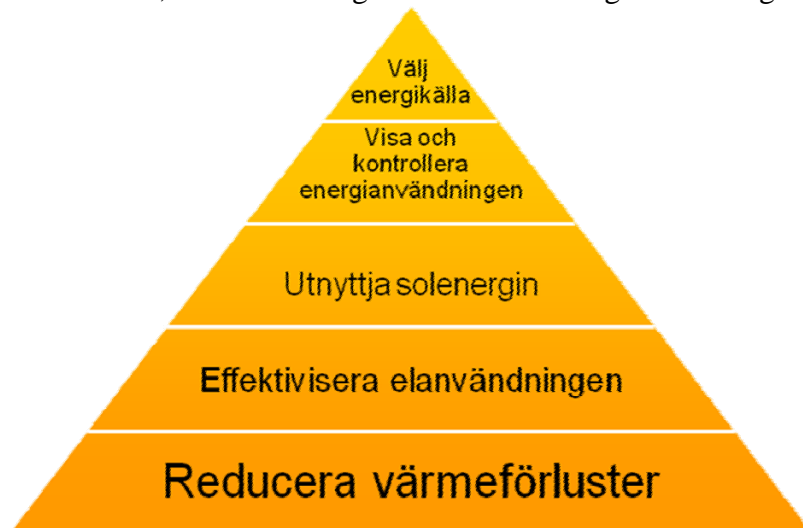 Välj
energikälla
Visa och
kontrollera
energianvändningen
Utnyttja solenergin
Effektivisera elanvändningen
Reducera värmeförluster